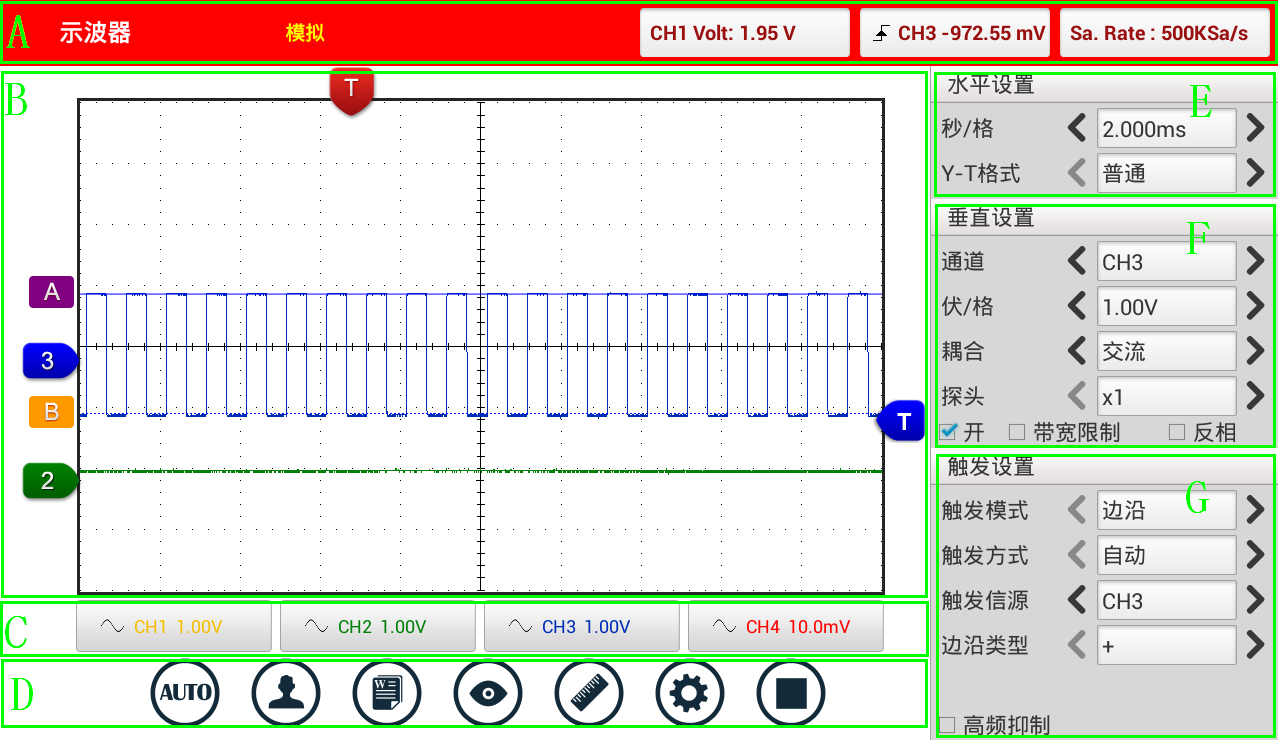 A 示波器 模拟 CH1 Volt: 1.95 V CH3 -972.55 mV Sa. Rate : 500KSa/s
B
T
A
3
B
T
2
C CH1 1.00V CH2 1.00V CH3 1.00V CH4 10.0mV
D AUTO W
水平设置 E
秒/格 2.000ms
Y-T格式 普通
垂直设置 F
通道 CH3
伏/格 1.00V
耦合 交流
探头 x1
开 带宽限制 反相
触发设置 G
触发模式 边沿
触发方式 自动
触发信源 CH3
边沿类型 +
高频抑制